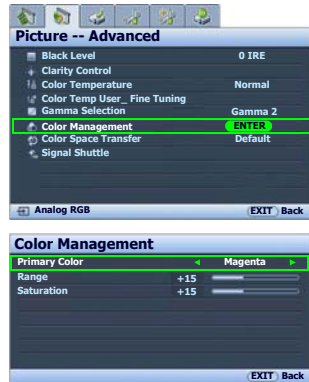 Picture -- Advanced
Black Level 0 IRE
Clarity Control
Color Temperature Normal
Color Temp User_ Fine Tuning
Gamma Selection Gamma 2
Color Management ENTER
Color Space Transfer Default
Signal Shuttle
Analog RGB EXIT Back
Color Management
Primary Color Magenta
Range +15
Saturation +15
EXIT Back